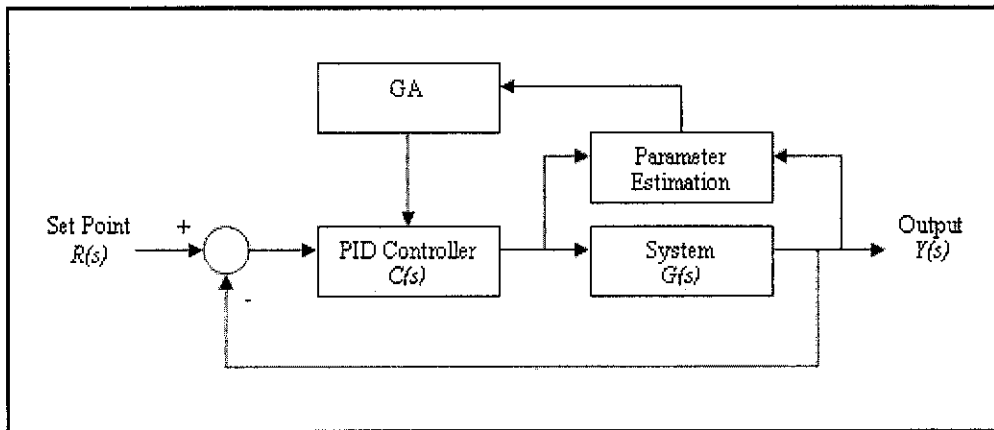 GA
Parameter
Estimation
Set Point
R(s)
+
-
PID Controller
C(s)
System
G(s)
Output
Y(s)